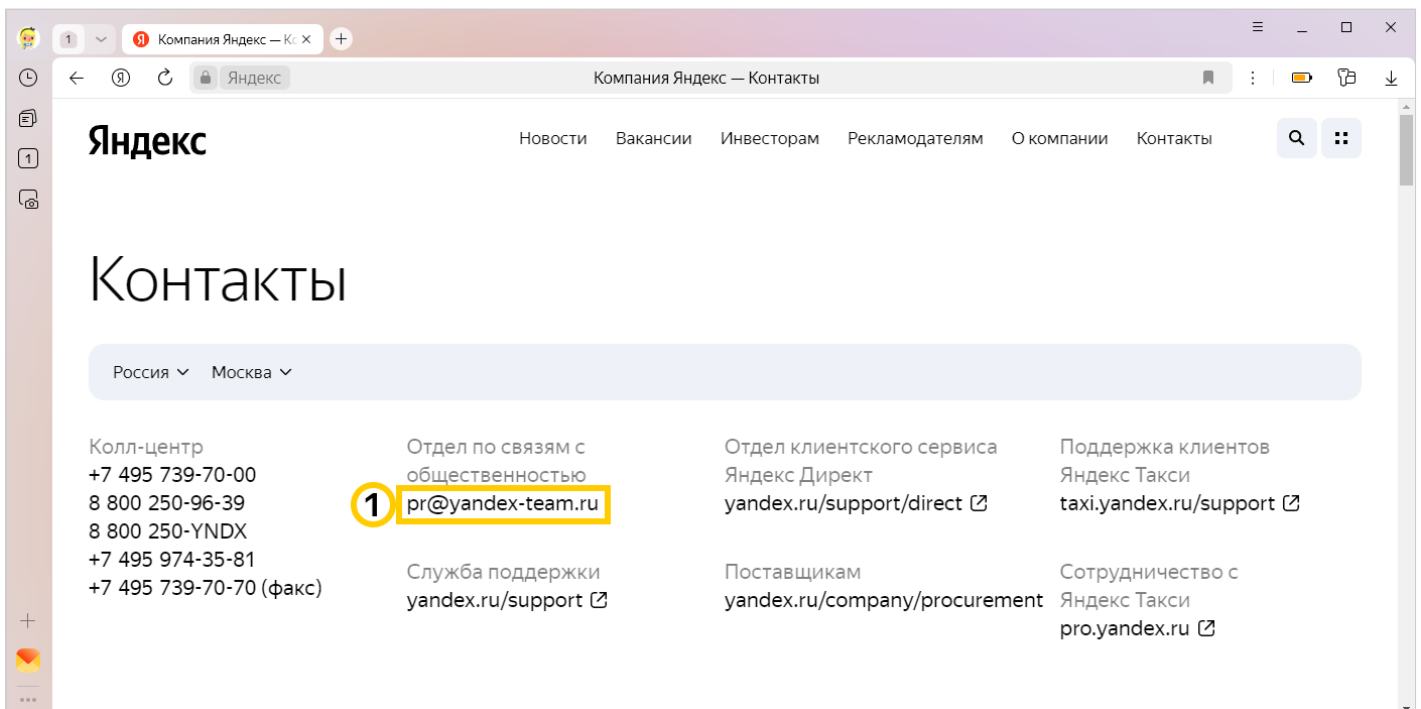 1
Компания Яндекс — Ко
Яндекс
Компания Яндекс — Контакты
1
Яндекс
Новости Вакансии Инвесторам Рекламодателям О компании Контакты
Контакты
Россия Москва
Колл-центр
+7 495 739-70-00
8 800 250-96-39
8 800 250-YNDX
+7 495 974-35-81
+7 495 739-70-70 (факс)
Отдел по связям с
общественностью
1 pr@yandex-team.ru
Служба поддержки
yandex.ru/support
Отдел клиентского сервиса
Яндекс Директ
yandex.ru/support/direct
Поставщикам
yandex.ru/company/procurement
Поддержка клиентов
Яндекс Такси
taxi.yandex.ru/support
Сотрудничество с
Яндекс Такси
pro.yandex.ru